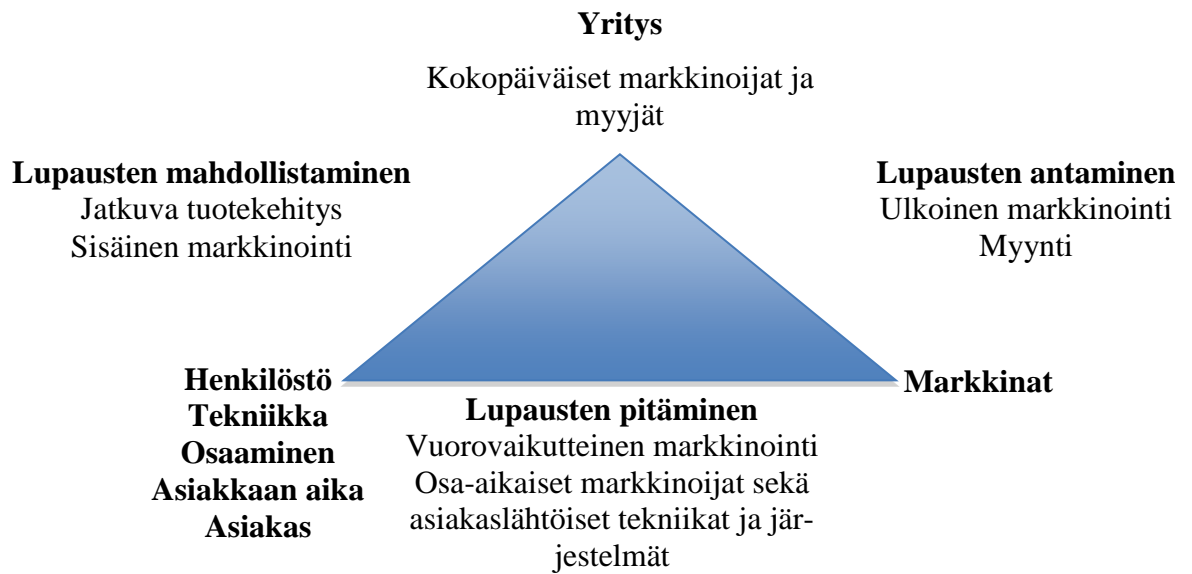 Yritys
Kokopäiväiset markkinoijat ja
myyjät
Lupausten mahdollistaminen
Jatkuva tuotekehitys
Sisäinen markkinointi
Lupausten antaminen
Ulkoinen markkinointi
Myynti
Henkilöstö
Tekniikka
Osaaminen
Asiakkaan aika
Asiakas
Lupausten pitäminen
Vuorovaikutteinen markkinointi
Osa-aikaiset markkinoijat sekä
asiakaslähtöiset tekniikat ja jär-
jestelmät
Markkinat